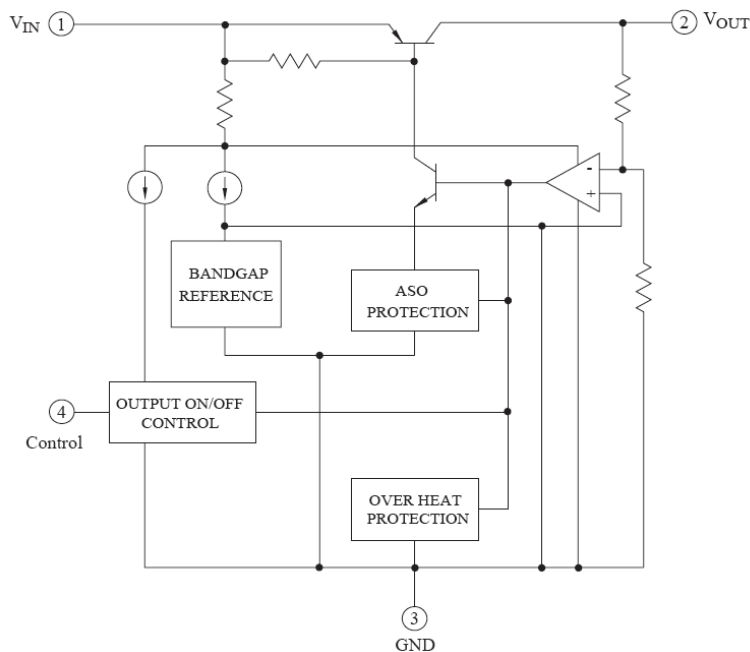 VIN 1
2 VOUT
-
+
BANDGAP
REFERENCE
ASO
PROTECTION
4
Control
OUTPUT ON/OFF
CONTROL
OVER HEAT
PROTECTION
3
GND